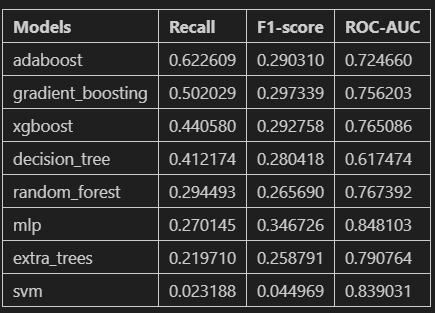 Models Recall F1-score ROC-AUC
adaboost 0.622609 0.290310 0.724660
gradient_boosting 0.502029 0.297339 0.756203
xgboost 0.440580 0.292758 0.765086
decision_tree 0.412174 0.280418 0.617474
random_forest 0.294493 0.265690 0.767392
mlp 0.270145 0.346726 0.848103
extra_trees 0.219710 0.258791 0.790764
svm 0.023188 0.044969 0.839031